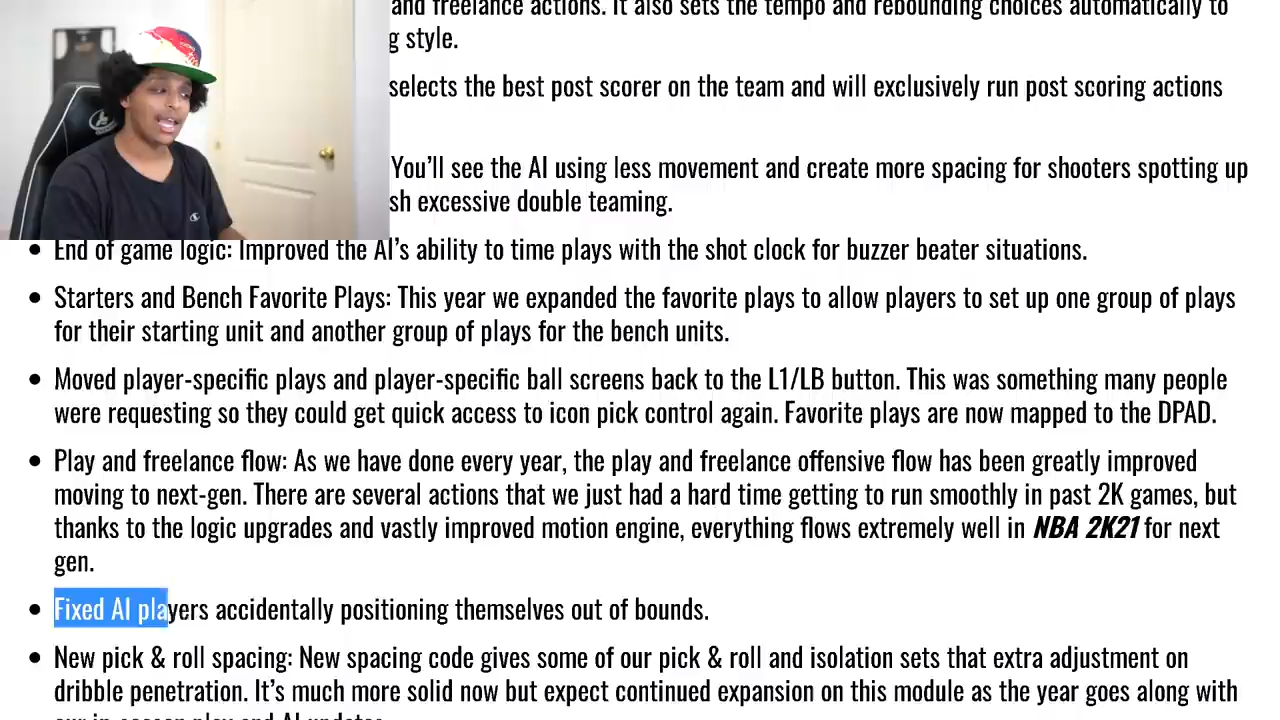 and freelance actions. It also sets the tempo and rebounding choices automatically to
g style.
selects the best post scorer on the team and will exclusively run post scoring actions
You'll see the AI using less movement and create more spacing for shooters spotting up
sh excessive double teaming.
• End of game logic: Improved the AI's ability to time plays with the shot clock for buzzer beater situations.
• Starters and Bench Favorite Plays: This year we expanded the favorite plays to allow players to set up one group of plays
for their starting unit and another group of plays for the bench units.
• Moved player-specific plays and player-specific ball screens back to the L1/LB button. This was something many people
were requesting so they could get quick access to icon pick control again. Favorite plays are now mapped to the DPAD.
• Play and freelance flow: As we have done every year, the play and freelance offensive flow has been greatly improved
moving to next-gen. There are several actions that we just had a hard time getting to run smoothly in past 2K games, but
thanks to the logic upgrades and vastly improved motion engine, everything flows extremely well in NBA 2K21 for next
gen.
• Fixed AI players accidentally positioning themselves out of bounds.
• New pick & roll spacing: New spacing code gives some of our pick & roll and isolation sets that extra adjustment on
dribble penetration. It's much more solid now but expect continued expansion on this module as the year goes along with
our in-season play and AI updates.